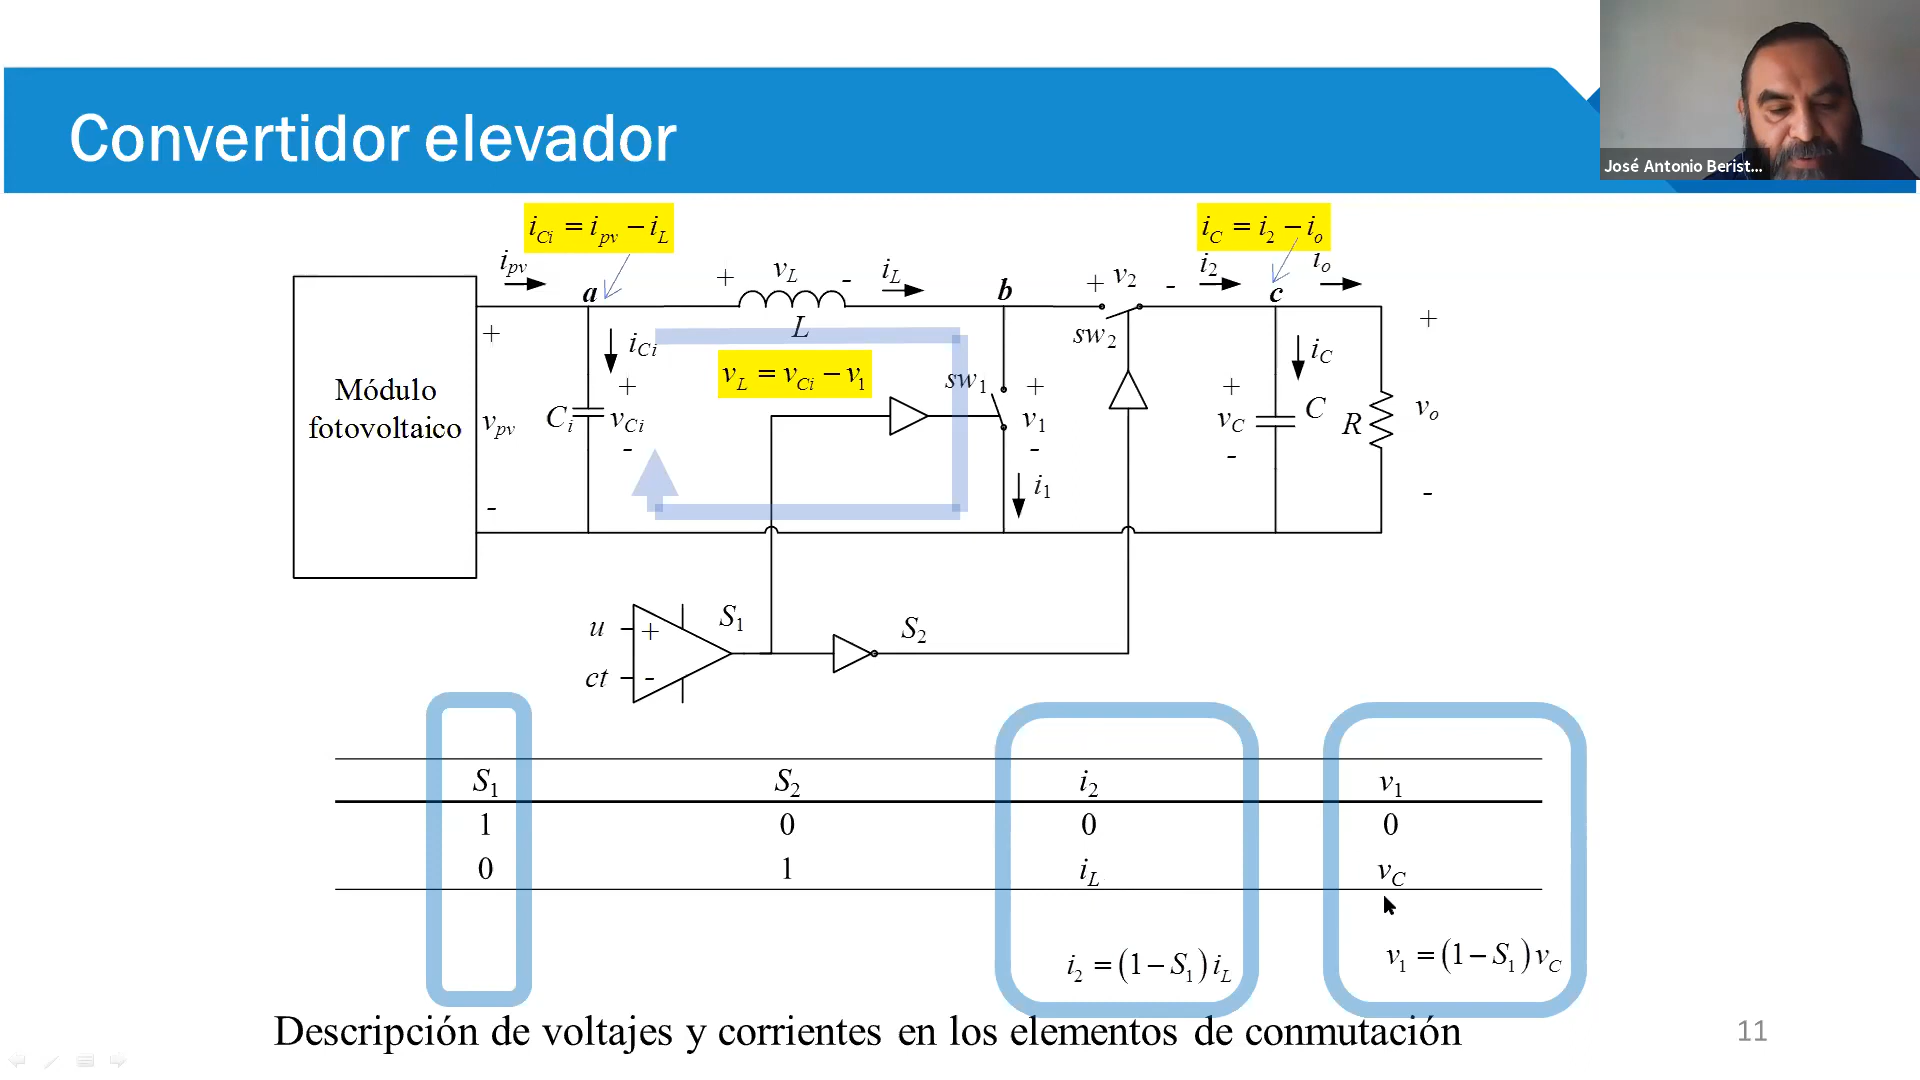 José Antonio Berist...
Convertidor elevador
i_Ci = i_pv − i_L
i_C = i_2 − i_o
i_pv
a
+ v_L -
i_L
b
+ v_2 -
i_2
c
i_o
L
sw_2
+
i_Ci
+
v_L = v_Ci − v_1
sw_1
+
i_C
+
Módulo
fotovoltaico
v_pv
C_i
v_Ci
-
v_1
-
v_C
-
C
R
v_o
-
i_1
-
u
+
S_1
S_2
ct
-
S_1 S_2 i_2 v_1
1 0 0 0
0 1 i_L v_C
i_2 = (1 − S_1) i_L
v_1 = (1 − S_1) v_C
Descripción de voltajes y corrientes en los elementos de conmutación
11